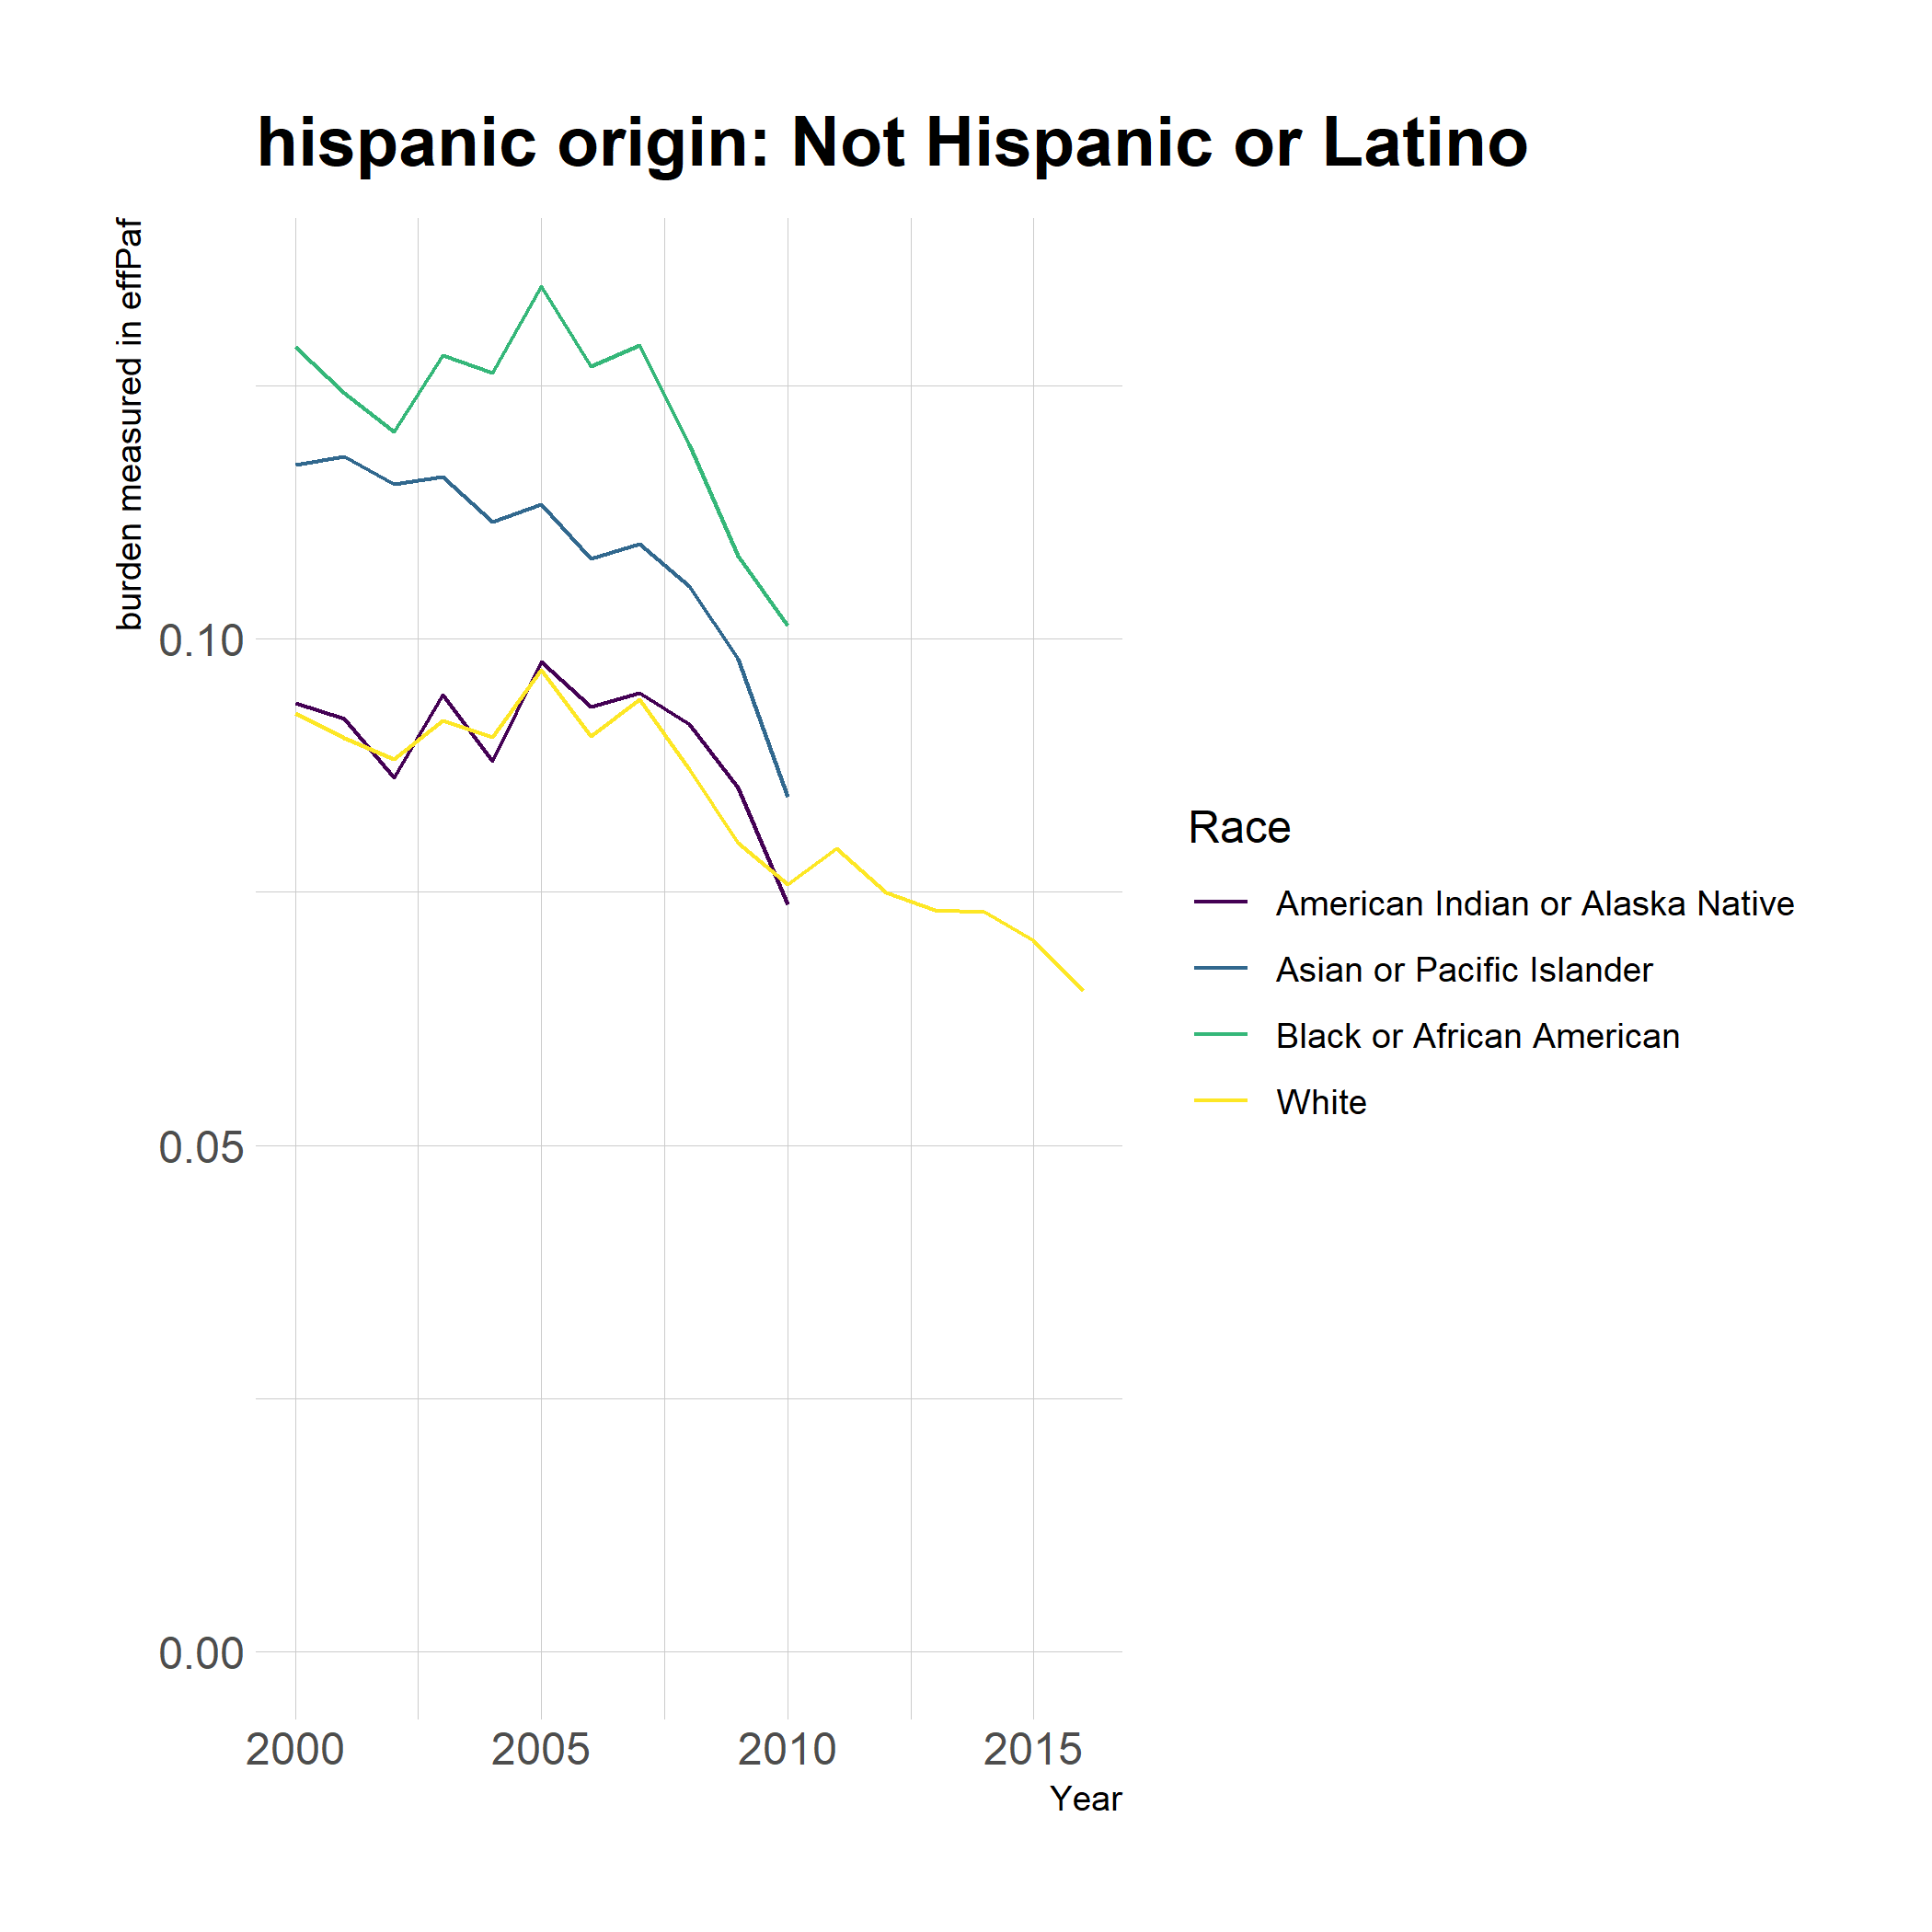 hispanic origin: Not Hispanic or Latino
burden measured in effPaf
0.10
0.05
0.00
2000
2005
2010
2015
Year
Race
American Indian or Alaska Native
Asian or Pacific Islander
Black or African American
White